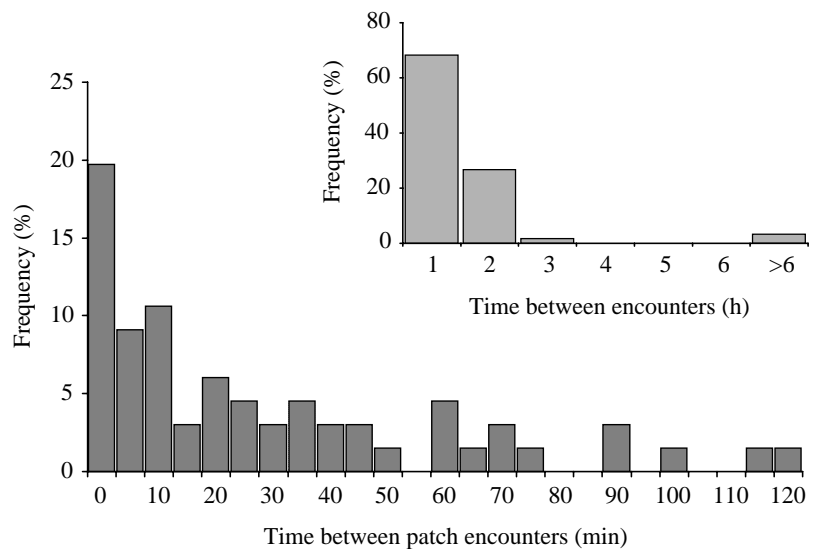 80
60
40
20
0
Frequency (%)
1 2 3 4 5 6 >6
Time between encounters (h)
25
20
15
10
5
0
Frequency (%)
0 10 20 30 40 50 60 70 80 90 100 110 120
Time between patch encounters (min)